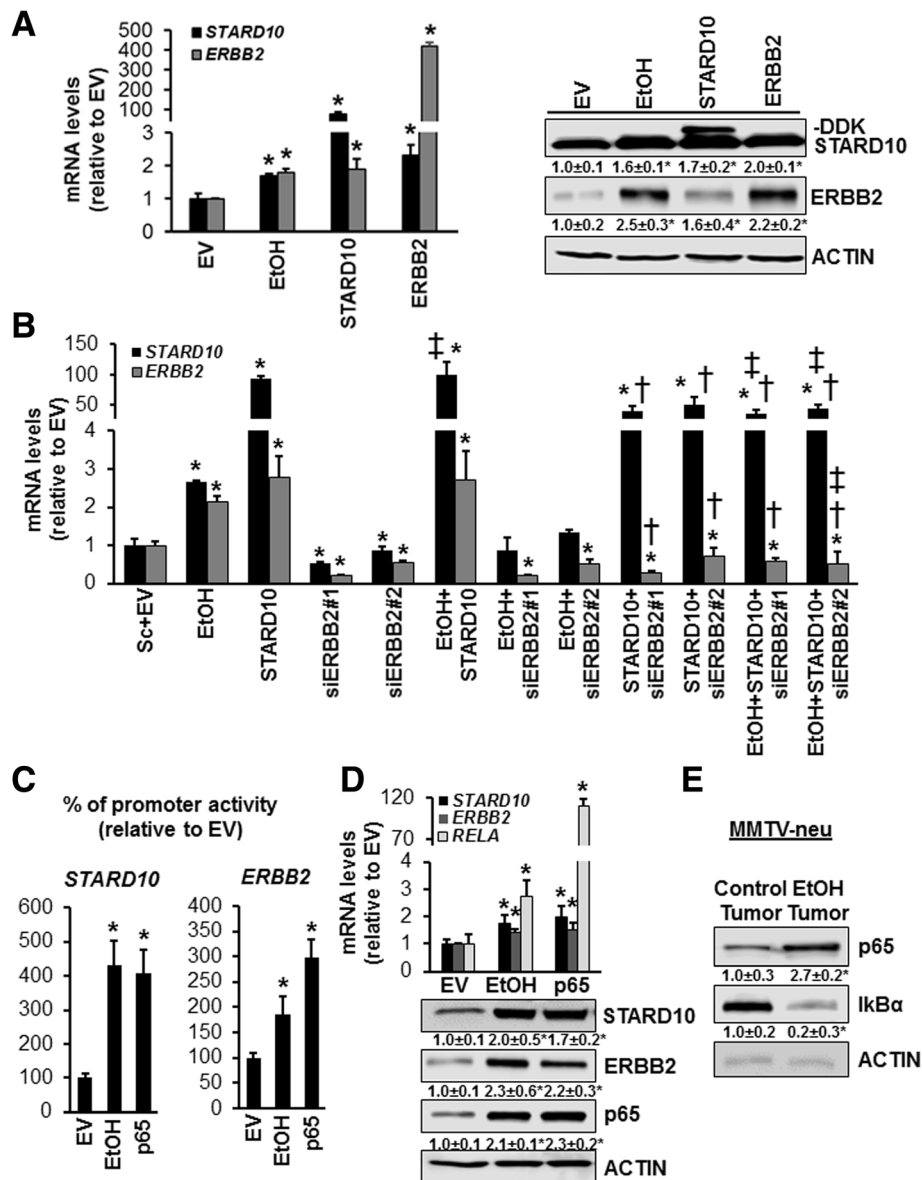 A
mRNA levels
(relative to EV)
500
400
300
200
100
3
2
1
0
STARD10
ERBB2
*
* *
*
*
*
*
EV
EtOH
STARD10
ERBB2
EV
EtOH
STARD10
ERBB2
-DDK
STARD10
1.0±0.1 1.6±0.1* 1.7±0.2* 2.0±0.1*
ERBB2
1.0±0.2 2.5±0.3* 1.6±0.4* 2.2±0.2*
ACTIN
B
mRNA levels
(relative to EV)
150
100
50
4
3
2
1
0
STARD10
ERBB2
* * * * * * * *
‡ * * * *
* † † * * † † * ‡ * † † * ‡ * † ‡ † *
Sc+EV
EtOH
STARD10
siERBB2#1
siERBB2#2
EtOH+
STARD10
EtOH+
siERBB2#1
EtOH+
siERBB2#2
STARD10+
siERBB2#1
STARD10+
siERBB2#2
EtOH+STARD10+
siERBB2#1
EtOH+STARD10+
siERBB2#2
C
% of promoter activity
(relative to EV)
STARD10
600
500
400
300
200
100
0
* *
EV
EtOH
p65
ERBB2
400
350
300
250
200
150
100
50
0
* *
EV
EtOH
p65
D
mRNA levels
(relative to EV)
120
70
4
3
2
1
0
STARD10
ERBB2
RELA
* * * * * *
EV EtOH p65
STARD10
1.0±0.1 2.0±0.5* 1.7±0.2*
ERBB2
1.0±0.1 2.3±0.6* 2.2±0.3*
p65
1.0±0.1 2.1±0.1* 2.3±0.2*
ACTIN
E
MMTV-neu
Control EtOH
Tumor Tumor
p65
1.0±0.3 2.7±0.2*
IkBα
1.0±0.2 0.2±0.3*
ACTIN